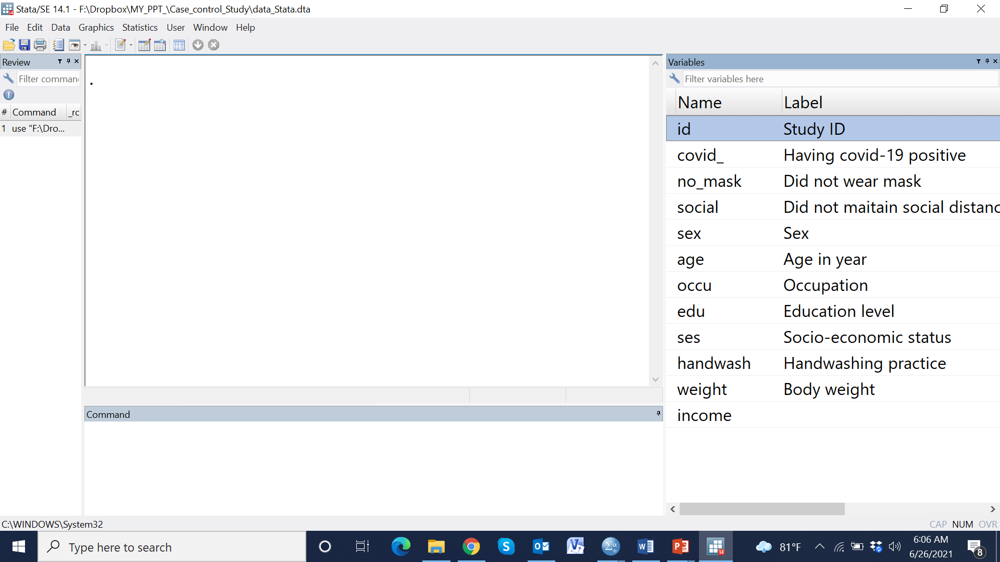 Stata/SE 14.1 - F:\Dropbox\MY_PPT_\Case_control_Study\data_Stata.dta
File Edit Data Graphics Statistics User Window Help
Review
Filter comman
# Command _rc
1 use "F:\Dro...
.
Command
Variables
Filter variables here
Name Label
id Study ID
covid_ Having covid-19 positive
no_mask Did not wear mask
social Did not maitain social distanc
sex Sex
age Age in year
occu Occupation
edu Education level
ses Socio-economic status
handwash Handwashing practice
weight Body weight
income
C:\WINDOWS\System32
CAP NUM OVR
Type here to search
81°F
6:06 AM
6/26/2021
8